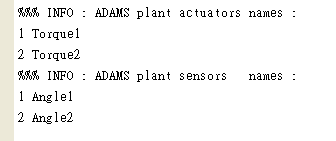 %%% INFO : ADAMS plant actuators names :
1 Torque1
2 Torque2
%%% INFO : ADAMS plant sensors   names :
1 Angle1
2 Angle2